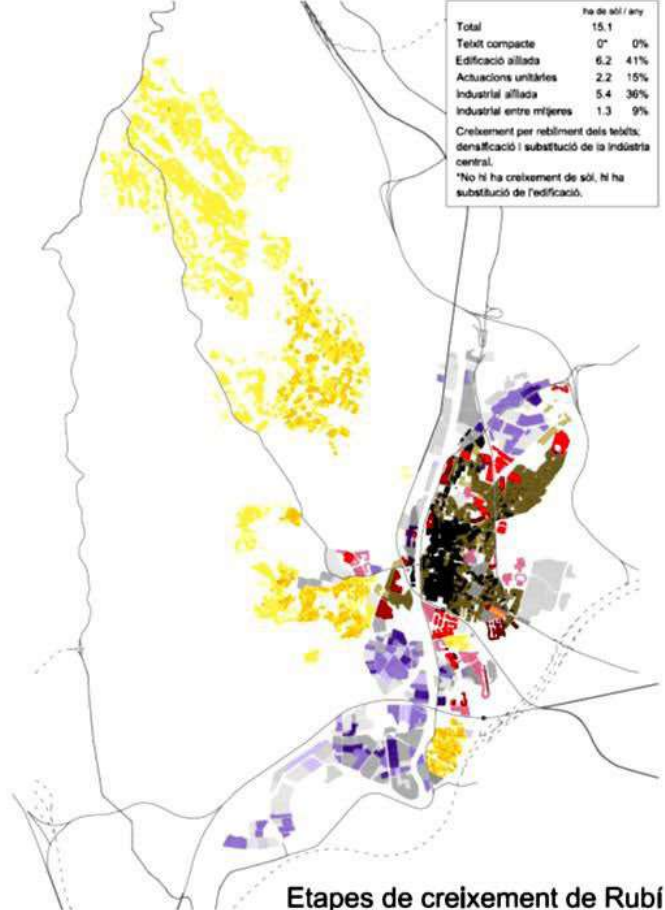 ha de sòl / any
Total 15.1
Teixit compacte 0* 0%
Edificació aïllada 6.2 41%
Actuacions unitàries 2.2 15%
Industrial aïllada 5.4 36%
Industrial entre mitjeres 1.3 9%
Creixement per rebliment dels teixits;
densificació i substitució de la indústria
central.
*No hi ha creixement de sòl, hi ha
substitució de l'edificació.
Etapes de creixement de Rubí